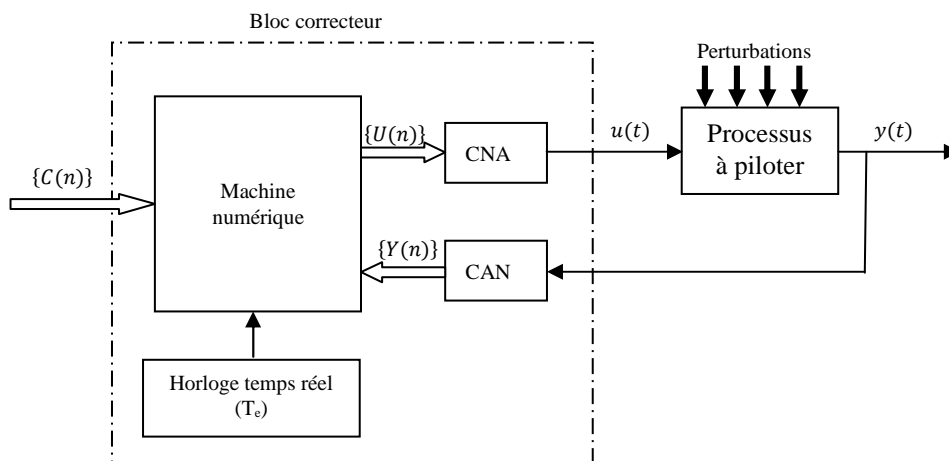 Bloc correcteur
Perturbations
{U(n)}
CNA
u(t)
Processus
à piloter
y(t)
{C(n)}
Machine
numérique
{Y(n)}
CAN
Horloge temps réel
(Tₑ)